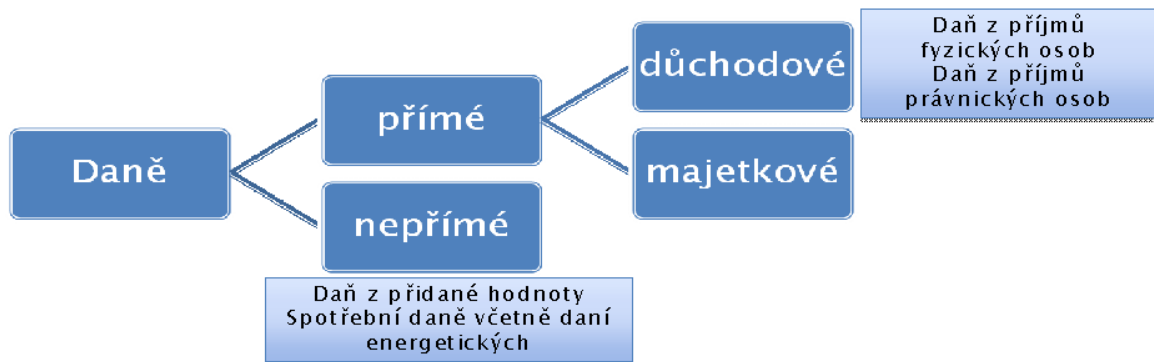 Daně
přímé
nepřímé
Daň z přidané hodnoty
Spotřební daně včetně daní
energetických
důchodové
majetkové
Daň z příjmů
fyzických osob
Daň z příjmů
právnických osob